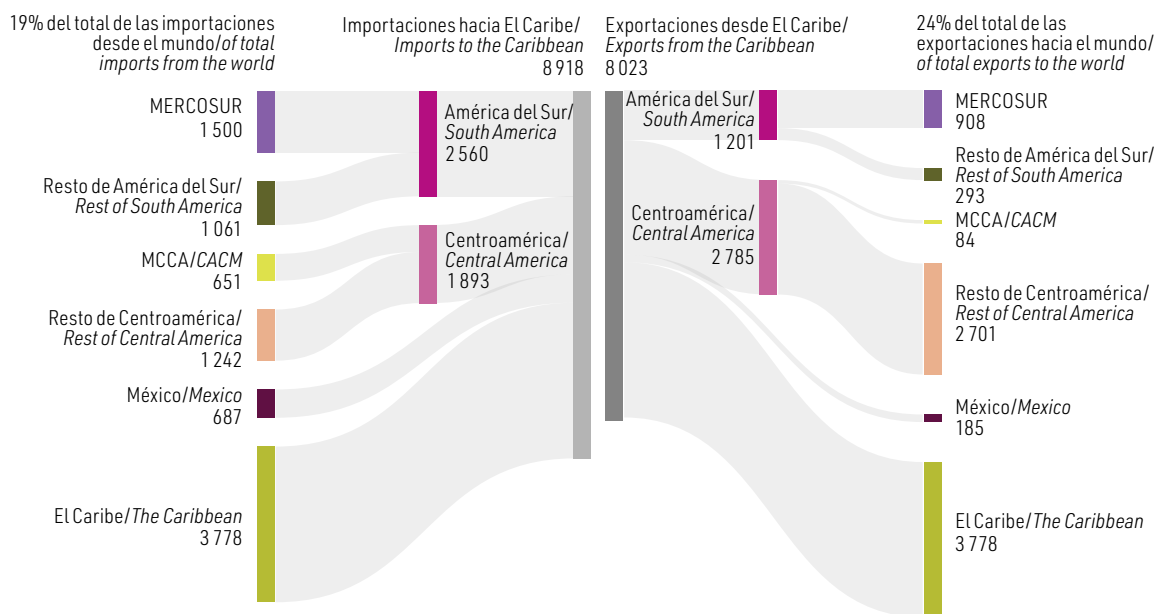 19% del total de las importaciones
desde el mundo/of total
imports from the world
Importaciones hacia El Caribe/
Imports to the Caribbean
8 918
Exportaciones desde El Caribe/
Exports from the Caribbean
8 023
24% del total de las
exportaciones hacia el mundo/
of total exports to the world
MERCOSUR
1 500
Resto de América del Sur/
Rest of South America
1 061
MCCA/CACM
651
Resto de Centroamérica/
Rest of Central America
1 242
México/Mexico
687
El Caribe/The Caribbean
3 778
América del Sur/
South America
2 560
Centroamérica/
Central America
1 893
América del Sur/
South America
1 201
Centroamérica/
Central America
2 785
MERCOSUR
908
Resto de América del Sur/
Rest of South America
293
MCCA/CACM
84
Resto de Centroamérica/
Rest of Central America
2 701
México/Mexico
185
El Caribe/The Caribbean
3 778